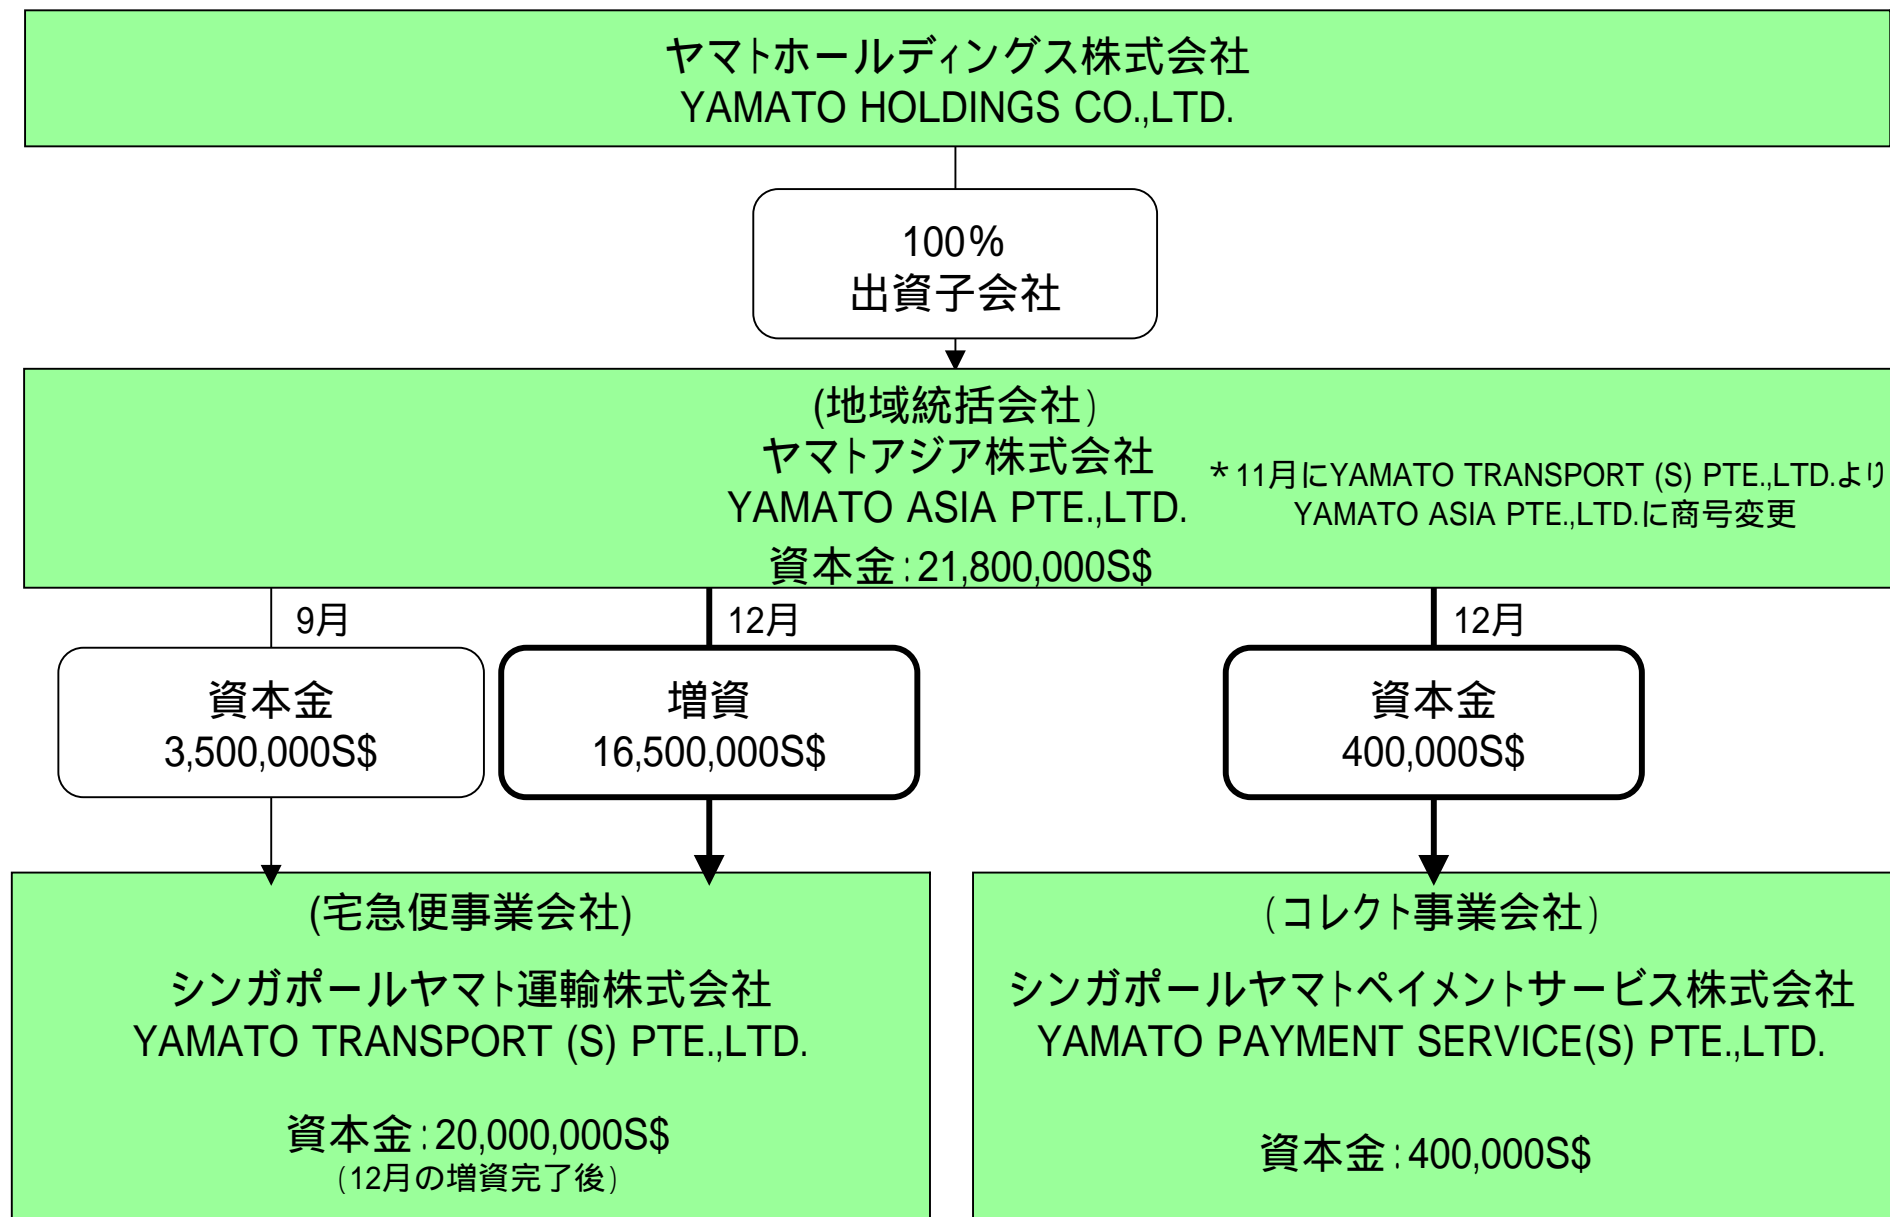 ヤマトホールディングス株式会社
YAMATO HOLDINGS CO.,LTD.
100%
出資子会社
(地域統括会社)
ヤマトアジア株式会社
YAMATO ASIA PTE.,LTD.
*11月にYAMATO TRANSPORT (S) PTE.,LTD.より
YAMATO ASIA PTE.,LTD.に商号変更
資本金:21,800,000S$
9月
12月
12月
資本金
3,500,000S$
増資
16,500,000S$
資本金
400,000S$
(宅急便事業会社)
シンガポールヤマト運輸株式会社
YAMATO TRANSPORT (S) PTE.,LTD.
資本金:20,000,000S$
(12月の増資完了後)
(コレクト事業会社)
シンガポールヤマトペイメントサービス株式会社
YAMATO PAYMENT SERVICE(S) PTE.,LTD.
資本金:400,000S$